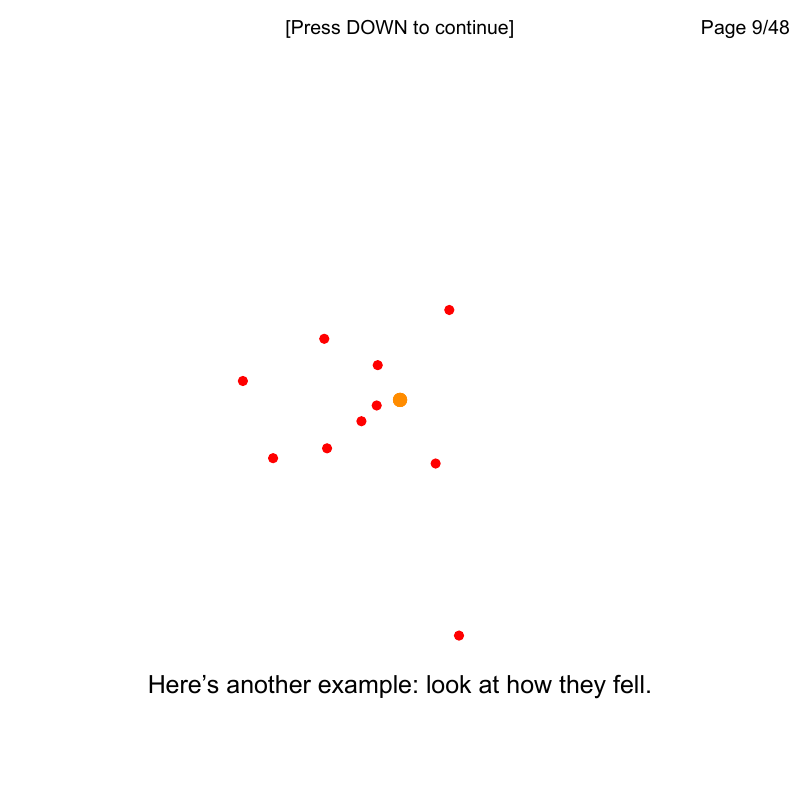 [Press DOWN to continue]
Page 9/48
Here’s another example: look at how they fell.